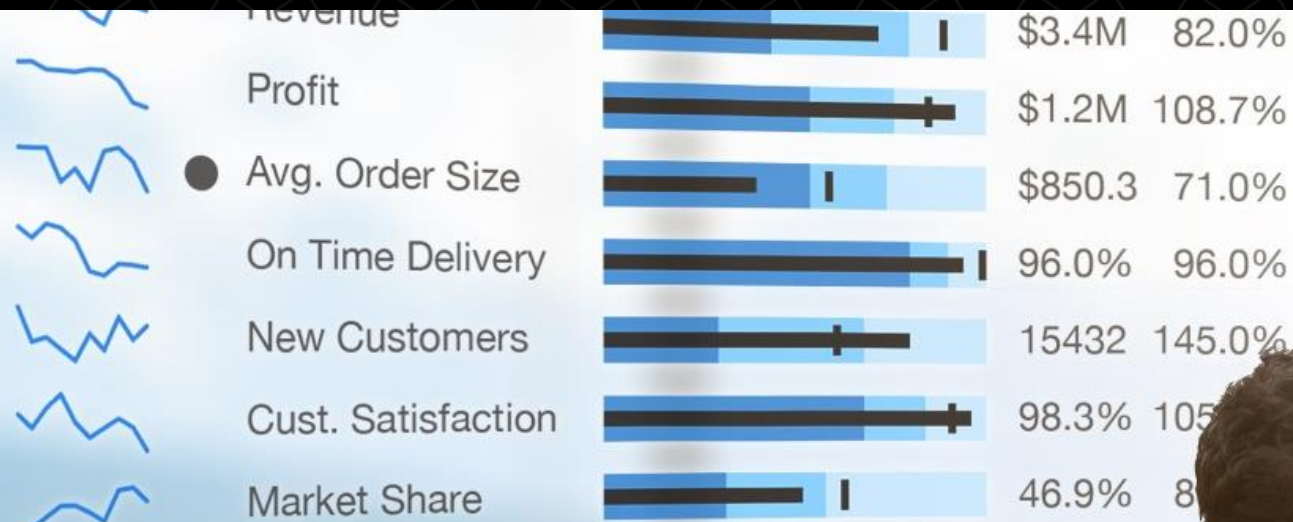 Revenue $3.4M 82.0%
Profit $1.2M 108.7%
Avg. Order Size $850.3 71.0%
On Time Delivery 96.0% 96.0%
New Customers 15432 145.0%
Cust. Satisfaction 98.3%
Market Share 46.9%